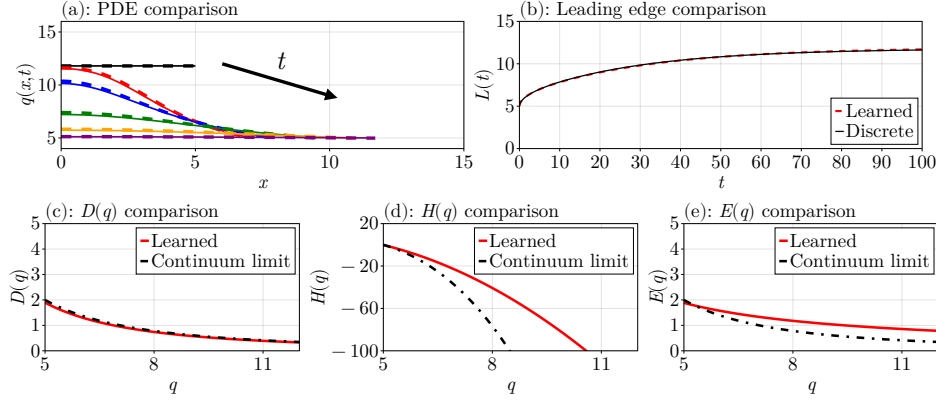 (a): PDE comparison
q(x,t)
15
10
5
0
5
10
15
x
t
(b): Leading edge comparison
L(t)
15
10
5
0
0
10
20
30
40
50
60
70
80
90
100
t
Learned
Discrete
(c): D(q) comparison
D(q)
5
4
3
2
1
0
5
8
11
q
Learned
Continuum limit
(d): H(q) comparison
H(q)
20
−20
−60
−100
5
8
11
q
Learned
Continuum limit
(e): E(q) comparison
E(q)
5
4
3
2
1
0
5
8
11
q
Learned
Continuum limit